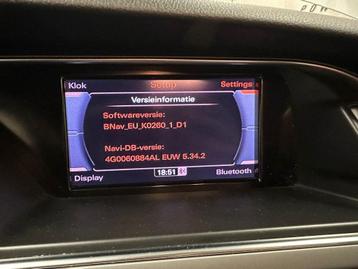 Klok Setup Settings
Versieinformatie
Softwareversie:
BNav_EU_K0260_1_D1
Navi-DB-versie:
4G0060884AL EUW 5.34.2
Display 18:51 Bluetooth